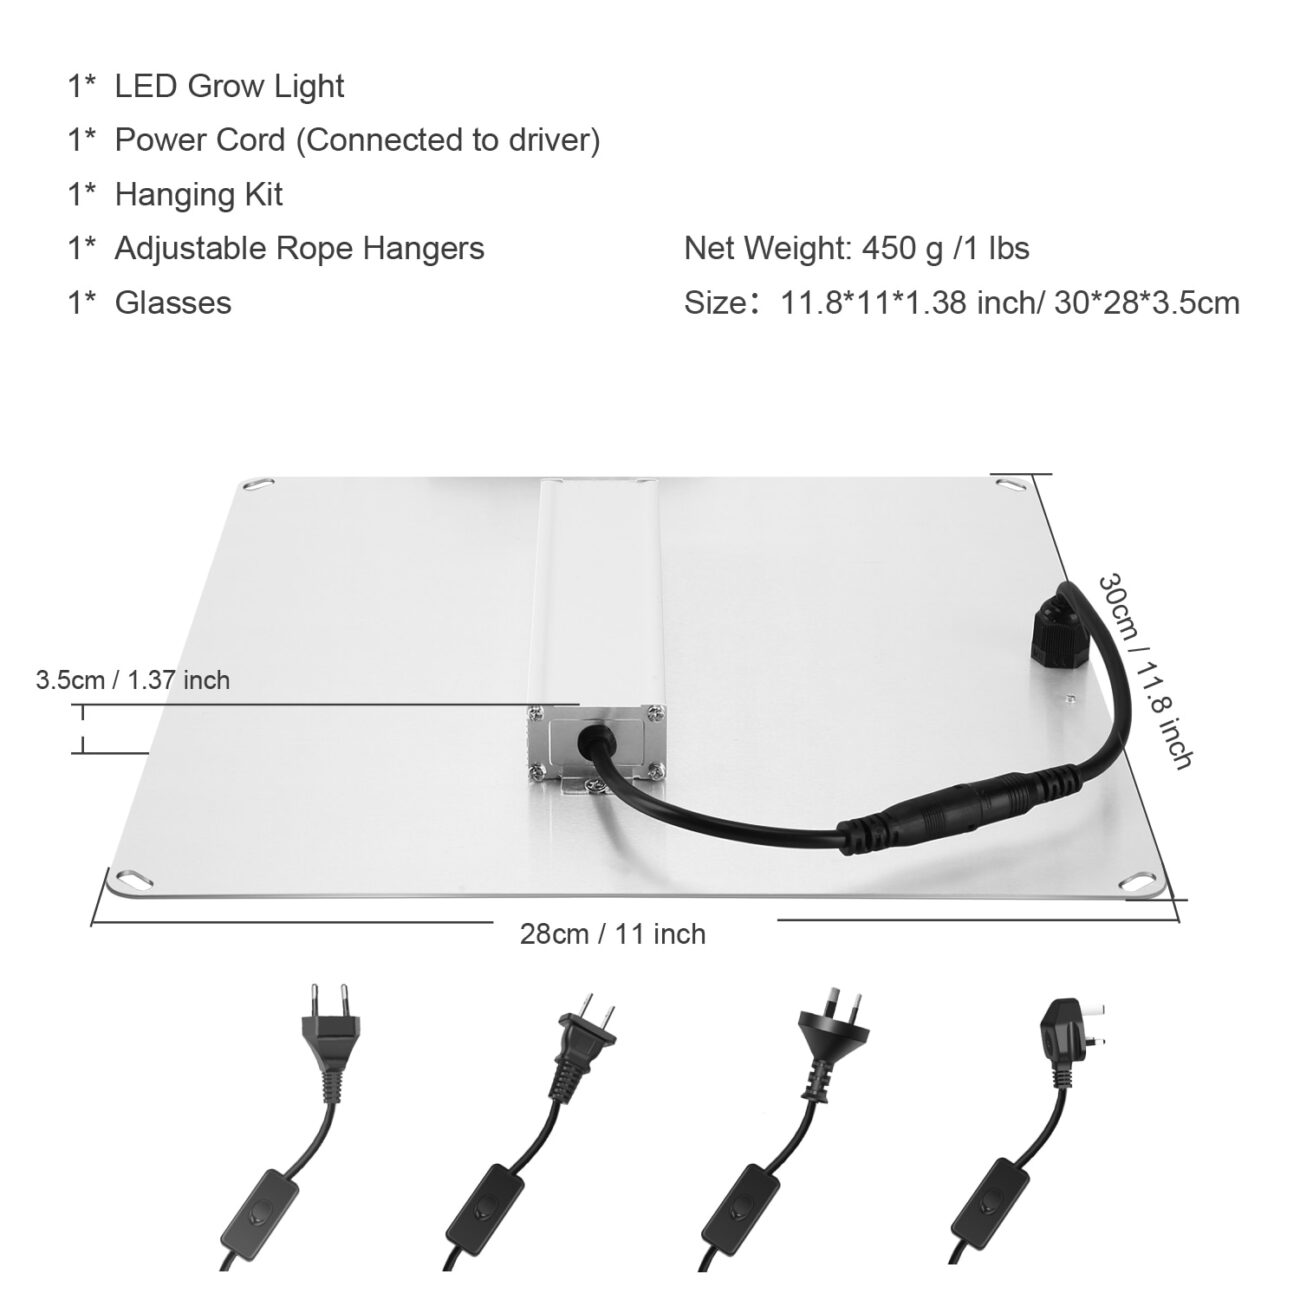 1* LED Grow Light
1* Power Cord (Connected to driver)
1* Hanging Kit
1* Adjustable Rope Hangers
1* Glasses
Net Weight: 450 g /1 lbs
Size: 11.8*11*1.38 inch/ 30*28*3.5cm
30cm / 11.8 inch
3.5cm / 1.37 inch
28cm / 11 inch